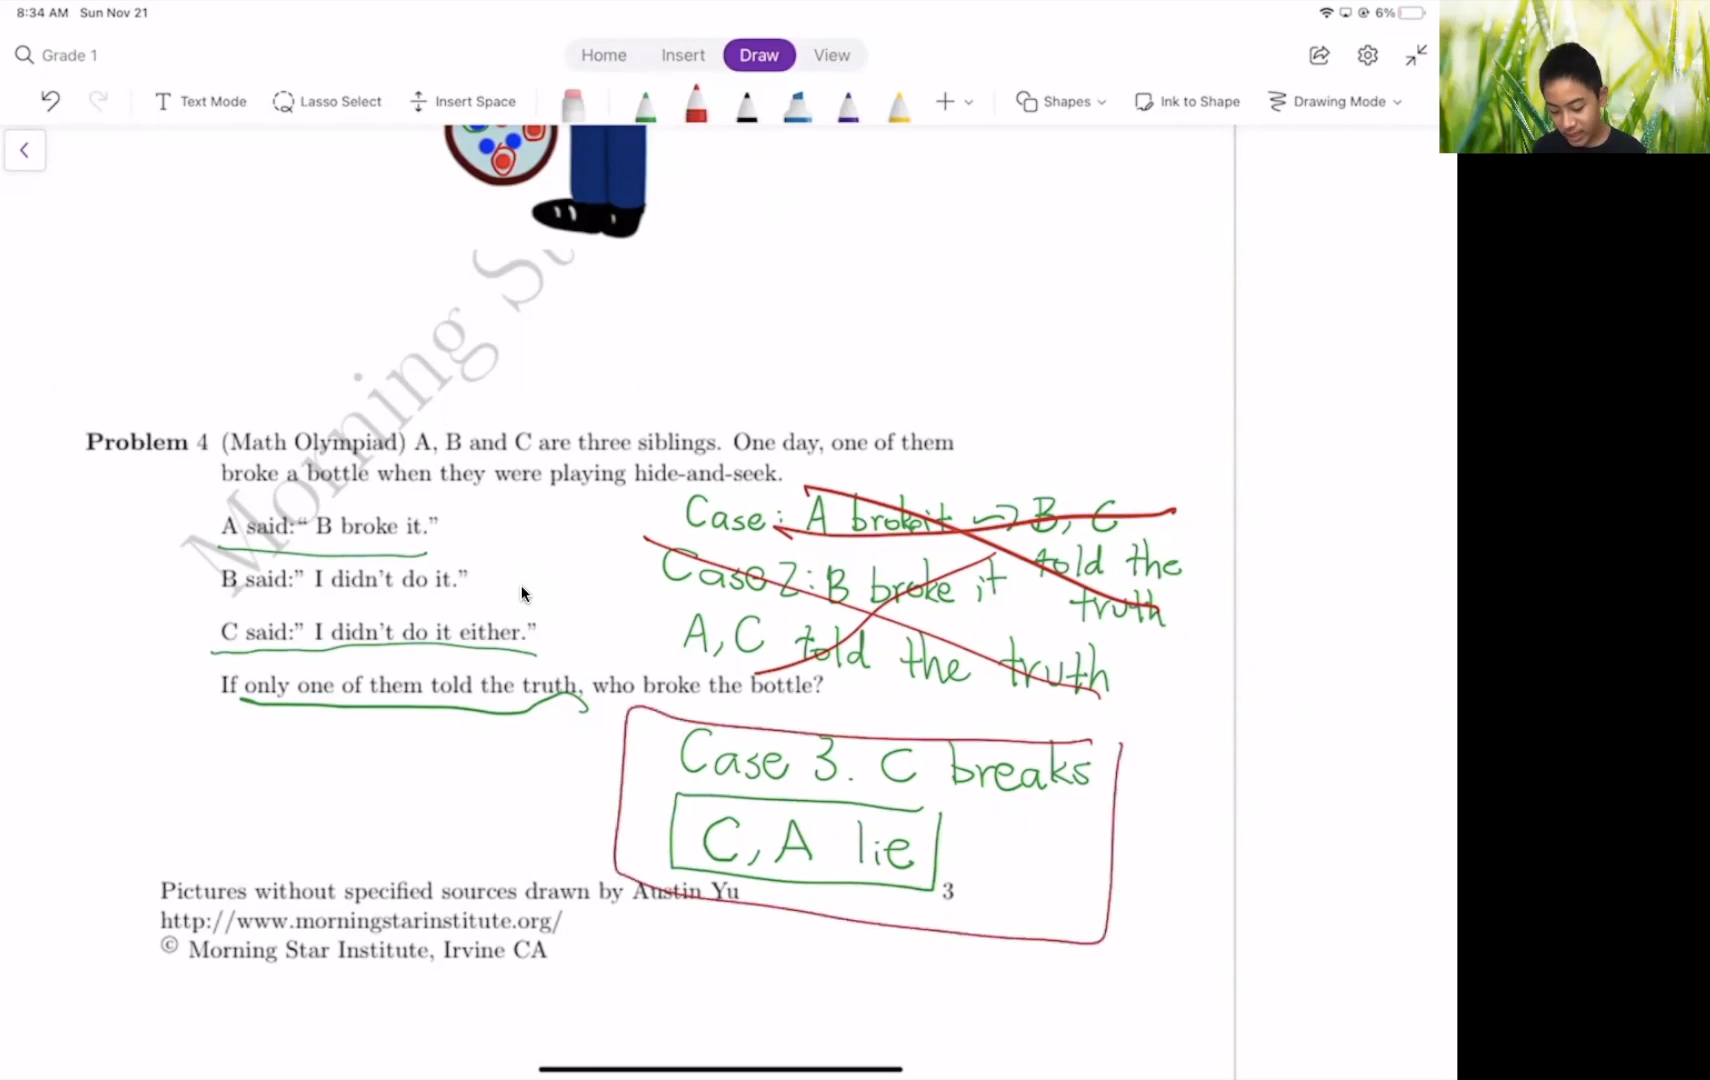 8:34 AM Sun Nov 21
6%
Grade 1
Home Insert Draw View
Text Mode Lasso Select Insert Space Shapes Ink to Shape Drawing Mode
Morning
Problem 4 (Math Olympiad) A, B and C are three siblings. One day, one of them
broke a bottle when they were playing hide-and-seek.
A said:“ B broke it.”
B said:” I didn’t do it.”
C said:” I didn’t do it either.”
If only one of them told the truth, who broke the bottle?
Case: A broke it → B, C
told the
truth
Case 2: B broke it
A, C told the truth
Case 3. C breaks
C, A lie
Pictures without specified sources drawn by Austin Yu
3
http://www.morningstarinstitute.org/
© Morning Star Institute, Irvine CA